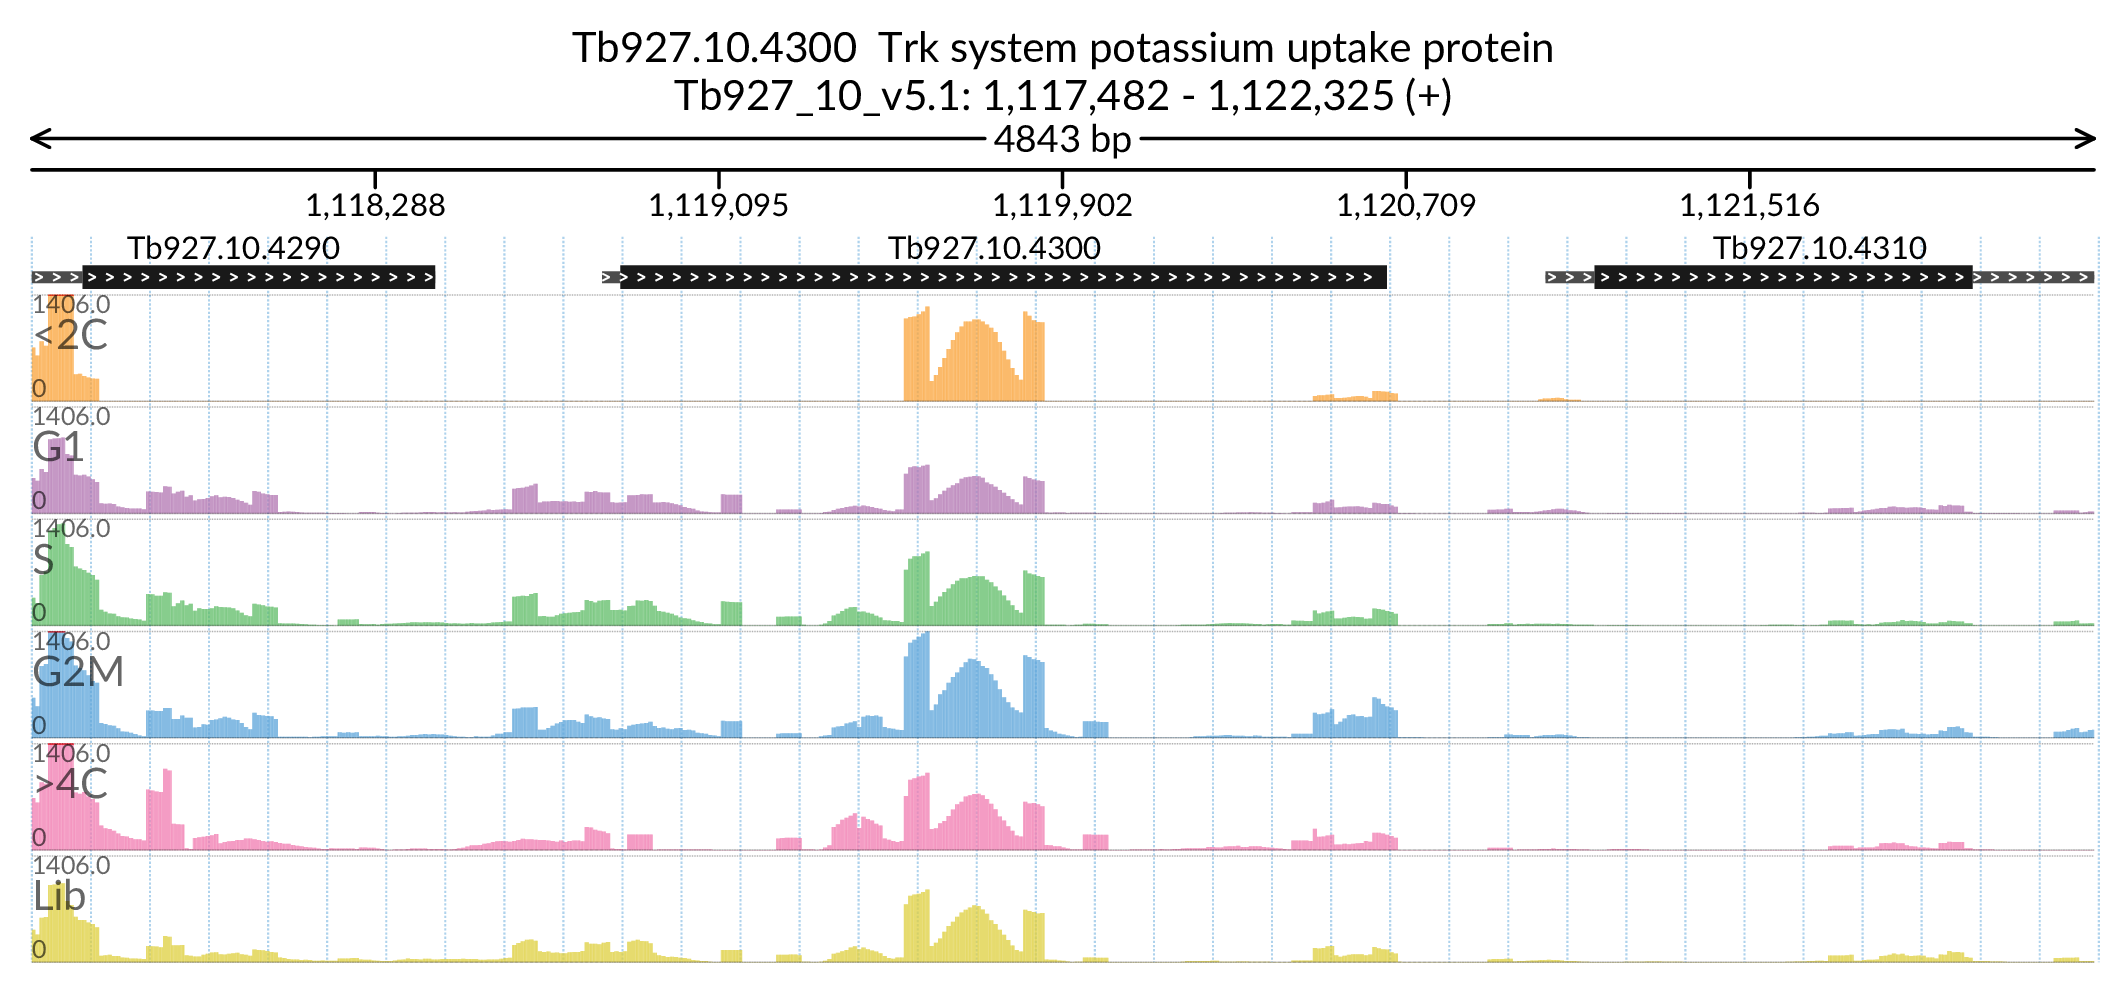 Tb927.10.4300 Trk system potassium uptake protein
Tb927_10_v5.1: 1,117,482 - 1,122,325 (+)
4843 bp
1,118,288 1,119,095 1,119,902 1,120,709 1,121,516
Tb927.10.4290 Tb927.10.4300 Tb927.10.4310
1406.0
<2C
0
1406.0
G1
0
1406.0
S
0
1406.0
G2M
0
1406.0
>4C
0
1406.0
Lib
0